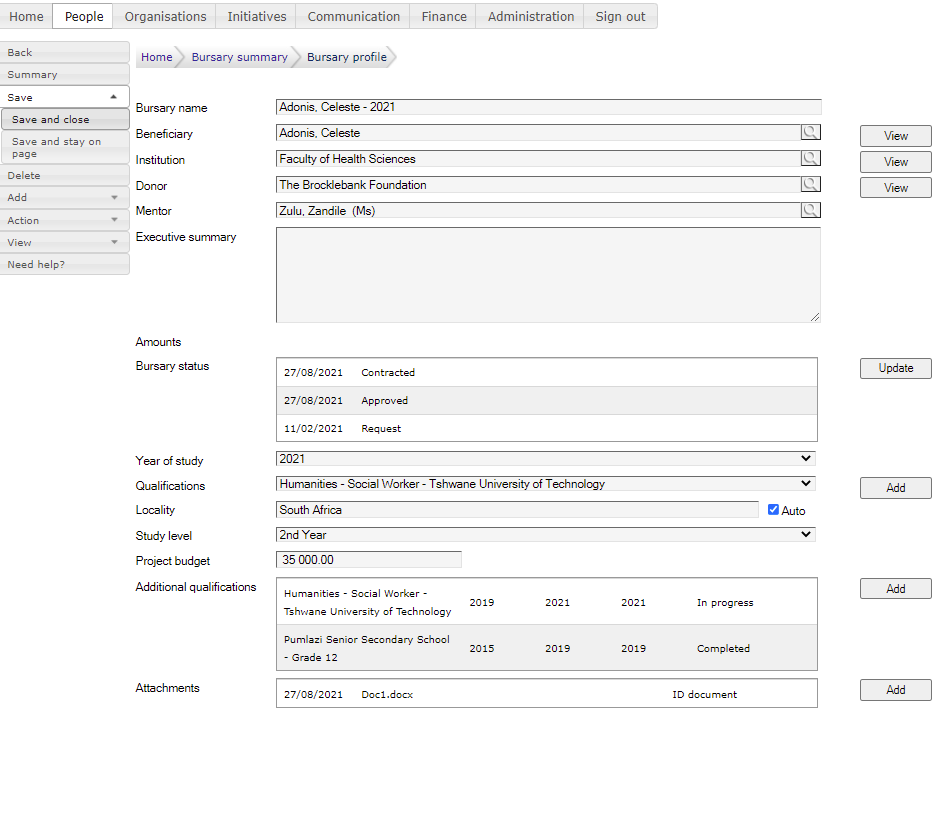 Home People Organisations Initiatives Communication Finance Administration Sign out
Back
Summary
Save
Save and close
Save and stay on
page
Delete
Add
Action
View
Need help?
Home Bursary summary Bursary profile
Bursary name Adonis, Celeste - 2021
Beneficiary Adonis, Celeste View
Institution Faculty of Health Sciences View
Donor The Brocklebank Foundation View
Mentor Zulu, Zandile (Ms)
Executive summary
Amounts
Bursary status Update
27/08/2021 Contracted
27/08/2021 Approved
11/02/2021 Request
Year of study 2021
Qualifications Humanities - Social Worker - Tshwane University of Technology Add
Locality South Africa Auto
Study level 2nd Year
Project budget 35 000.00
Additional qualifications Add
Humanities - Social Worker -
Tshwane University of Technology 2019 2021 2021 In progress
Pumlazi Senior Secondary School
- Grade 12 2015 2019 2019 Completed
Attachments 27/08/2021 Doc1.docx ID document Add